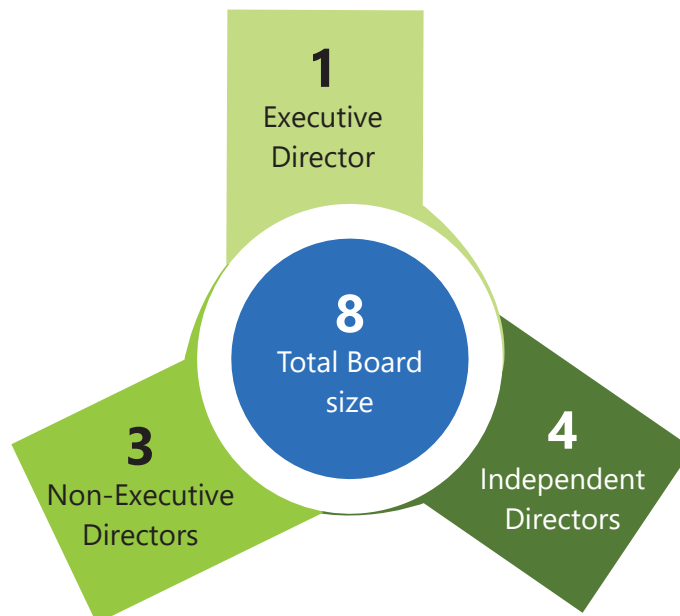 1
Executive
Director
8
Total Board
size
3
Non-Executive
Directors
4
Independent
Directors